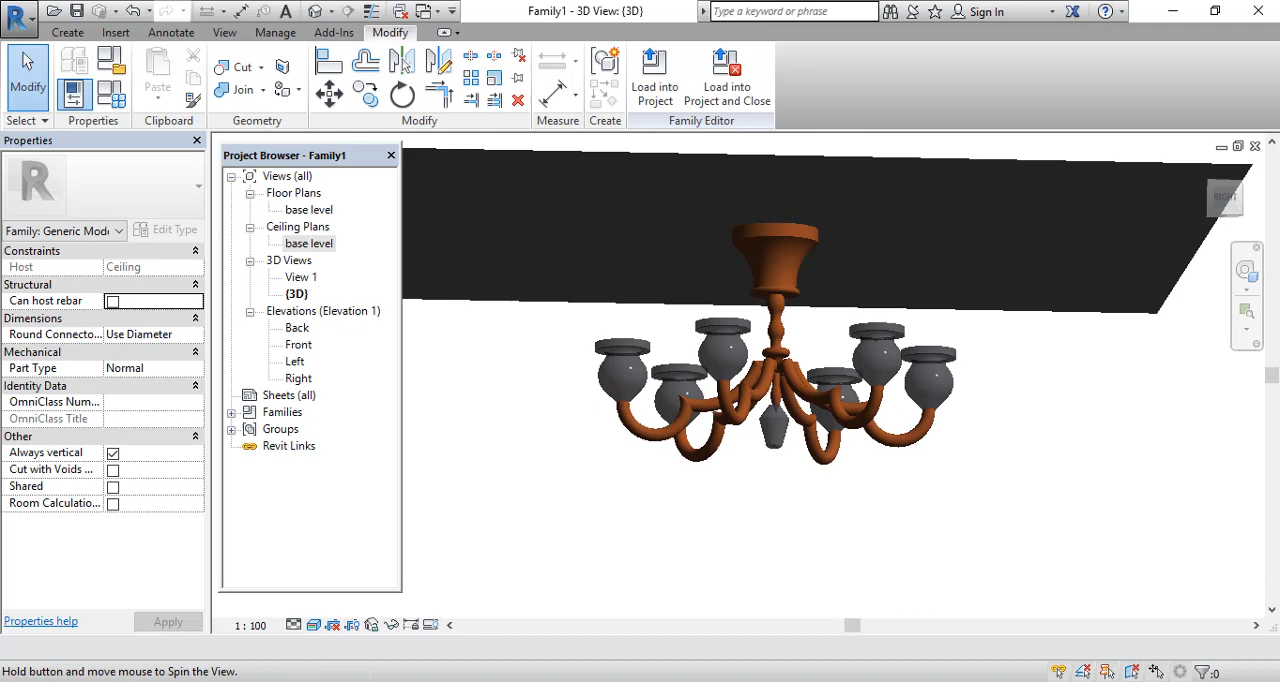 Family1 - 3D View: {3D}
Type a keyword or phrase
Sign In
Create Insert Annotate View Manage Add-Ins Modify
Modify
Paste
Cut
Join
Load into Project
Load into Project and Close
Select Properties Clipboard Geometry Modify Measure Create Family Editor
Properties
R
Family: Generic Mode
Edit Type
Constraints
Host Ceiling
Structural
Can host rebar
Dimensions
Round Connecto... Use Diameter
Mechanical
Part Type Normal
Identity Data
OmniClass Num...
OmniClass Title
Other
Always vertical
Cut with Voids ...
Shared
Room Calculatio...
Properties help
Apply
Project Browser - Family1
Views (all)
Floor Plans
base level
Ceiling Plans
base level
3D Views
View 1
{3D}
Elevations (Elevation 1)
Back
Front
Left
Right
Sheets (all)
Families
Groups
Revit Links
RIGHT
1 : 100
Hold button and move mouse to Spin the View.
:0